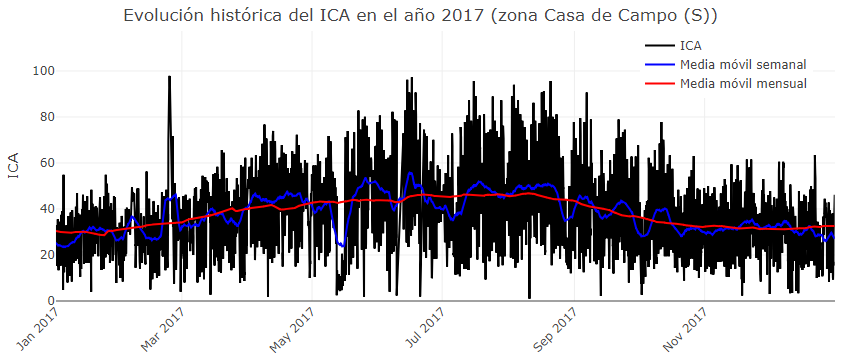 Evolución histórica del ICA en el año 2017 (zona Casa de Campo (S))
ICA
Media móvil semanal
Media móvil mensual
ICA
100
80
60
40
20
0
Jan 2017
Mar 2017
May 2017
Jul 2017
Sep 2017
Nov 2017